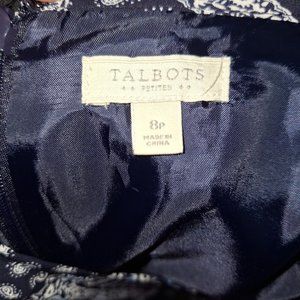 TALBOTS
PETITES
8P
MADE IN
CHINA